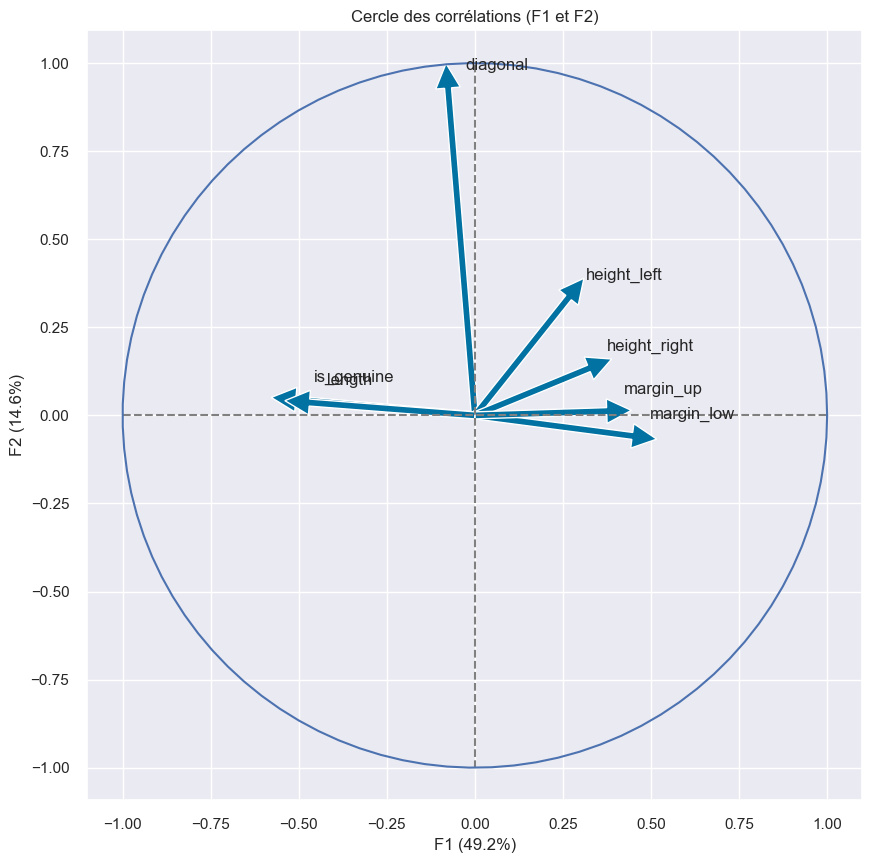 Cercle des corrélations (F1 et F2)
1.00
diagonal
0.75
0.50
height_left
0.25
height_right
is_genuine
length
margin_up
margin_low
0.00
−0.25
−0.50
−0.75
−1.00
F2 (14.6%)
−1.00 −0.75 −0.50 −0.25 0.00 0.25 0.50 0.75 1.00
F1 (49.2%)